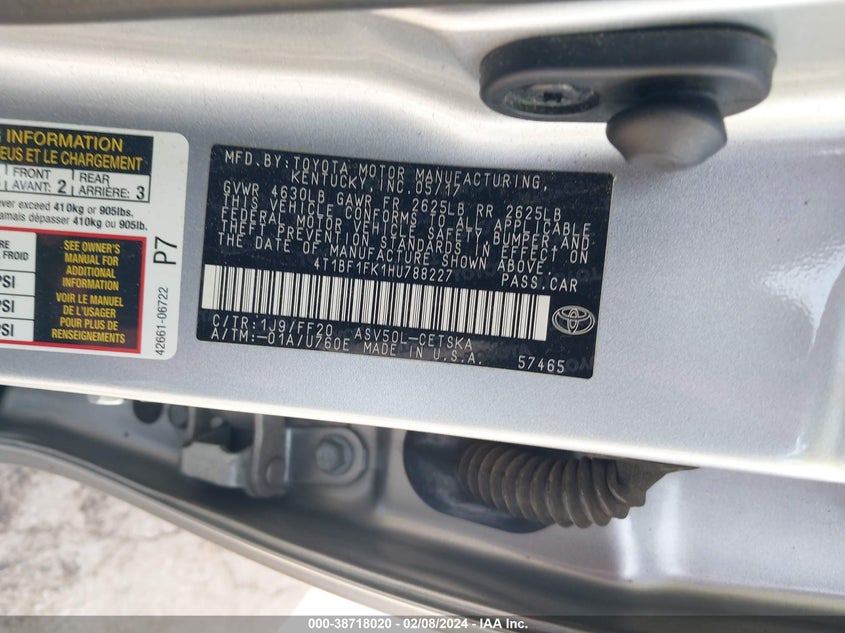 G INFORMATION
EUS ET LE CHARGEMENT
FRONT
AVANT: 2
REAR
ARRIÈRE: 3
ever exceed 410kg or 905lbs.
amais dépasser 410kg ou 905lb.
RE
FROID
PSI
PSI
PSI
SEE OWNER'S
MANUAL FOR
ADDITIONAL
INFORMATION
VOIR LE MANUEL
DE L'USAGER
POUR PLUS DE
RENSEIGNEMENTS
P7
42661-06722
MFD.BY:TOYOTA MOTOR MANUFACTURING,
KENTUCKY, INC.05/17
GVWR 4630LB GAWR FR 2625LB RR 2625LB
THIS VEHICLE CONFORMS TO ALL APPLICABLE
FEDERAL MOTOR VEHICLE SAFETY, BUMPER AND
THEFT PREVENTION STANDARDS IN EFFECT ON
THE DATE OF MANUFACTURE SHOWN ABOVE.
4T1BF1FK1HU788227 PASS.CAR
C/TR:1J9/FF20 ASV50L-CETSKA
A/TM:-01A/U760E MADE IN U.S.A.
57465
000-38718020 — 02/08/2024 — IAA Inc.